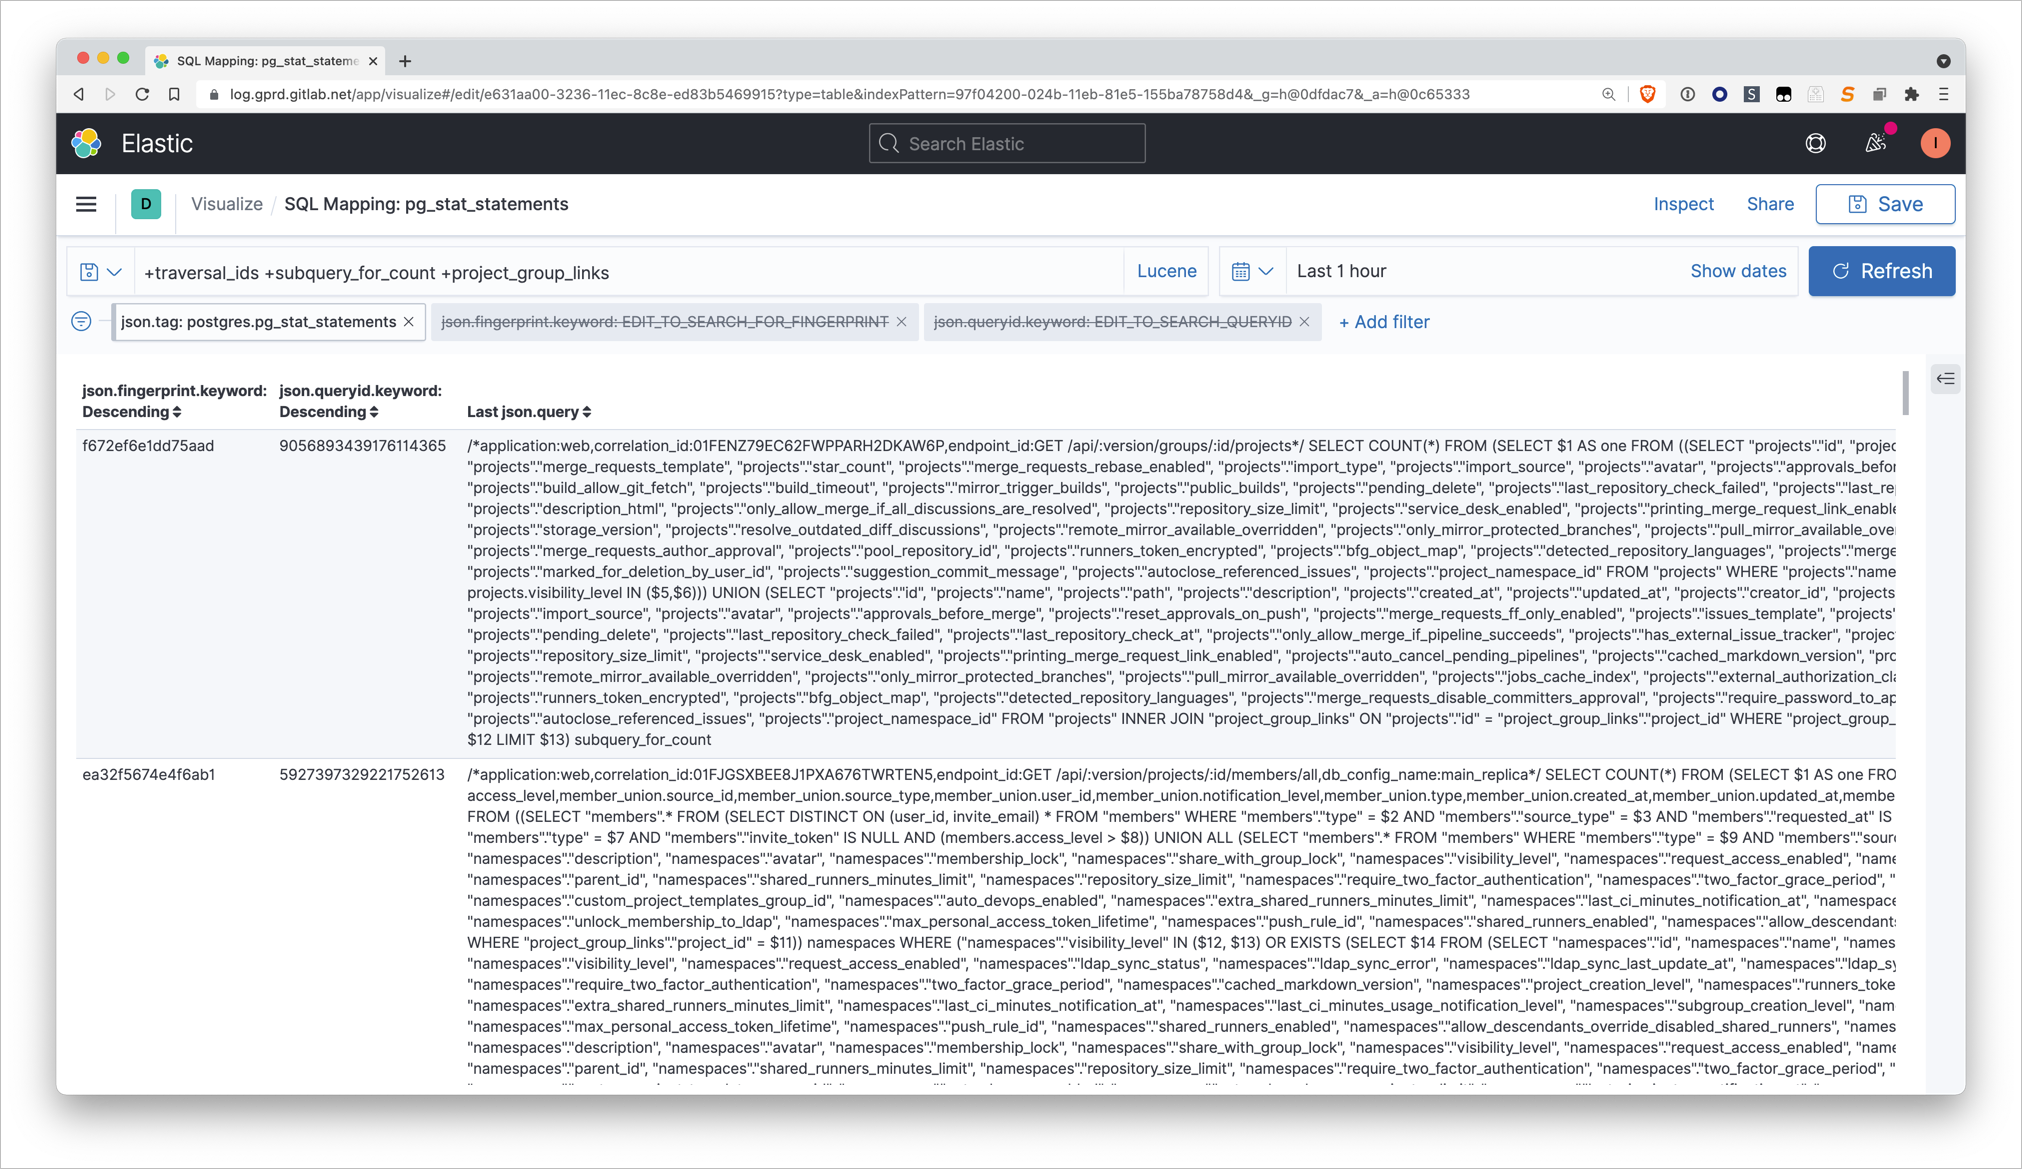 SQL Mapping: pg_stat_stateme
log.gprd.gitlab.net/app/visualize#/edit/e631aa00-3236-11ec-8c8e-ed83b5469915?type=table&indexPattern=97f04200-024b-11eb-81e5-155ba78758d4&_g=h@0dfdac7&_a=h@0c65333
Elastic
Search Elastic
I
D
Visualize / SQL Mapping: pg_stat_statements
Inspect
Share
Save
+traversal_ids +subquery_for_count +project_group_links
Lucene
Last 1 hour
Show dates
Refresh
json.tag: postgres.pg_stat_statements ×
json.fingerprint.keyword: EDIT_TO_SEARCH_FOR_FINGERPRINT ×
json.queryid.keyword: EDIT_TO_SEARCH_QUERYID ×
+ Add filter
json.fingerprint.keyword: Descending
json.queryid.keyword: Descending
Last json.query
f672ef6e1dd75aad
9056893439176114365
/*application:web,correlation_id:01FENZ79EC62FWPPARH2DKAW6P,endpoint_id:GET /api/:version/groups/:id/projects*/ SELECT COUNT(*) FROM (SELECT $1 AS one FROM ((SELECT "projects"."id", "projec
"projects"."merge_requests_template", "projects"."star_count", "projects"."merge_requests_rebase_enabled", "projects"."import_type", "projects"."import_source", "projects"."avatar", "projects"."approvals_befor
"projects"."build_allow_git_fetch", "projects"."build_timeout", "projects"."mirror_trigger_builds", "projects"."public_builds", "projects"."pending_delete", "projects"."last_repository_check_failed", "projects"."last_re
"projects"."description_html", "projects"."only_allow_merge_if_all_discussions_are_resolved", "projects"."repository_size_limit", "projects"."service_desk_enabled", "projects"."printing_merge_request_link_enable
"projects"."storage_version", "projects"."resolve_outdated_diff_discussions", "projects"."remote_mirror_available_overridden", "projects"."only_mirror_protected_branches", "projects"."pull_mirror_available_ove
"projects"."merge_requests_author_approval", "projects"."pool_repository_id", "projects"."runners_token_encrypted", "projects"."bfg_object_map", "projects"."detected_repository_languages", "projects"."merge
"projects"."marked_for_deletion_by_user_id", "projects"."suggestion_commit_message", "projects"."autoclose_referenced_issues", "projects"."project_namespace_id" FROM "projects" WHERE "projects"."name
projects.visibility_level IN ($5,$6))) UNION (SELECT "projects"."id", "projects"."name", "projects"."path", "projects"."description", "projects"."created_at", "projects"."updated_at", "projects"."creator_id", "projects
"projects"."import_source", "projects"."avatar", "projects"."approvals_before_merge", "projects"."reset_approvals_on_push", "projects"."merge_requests_ff_only_enabled", "projects"."issues_template", "projects"
"projects"."pending_delete", "projects"."last_repository_check_failed", "projects"."last_repository_check_at", "projects"."only_allow_merge_if_pipeline_succeeds", "projects"."has_external_issue_tracker", "projec
"projects"."repository_size_limit", "projects"."service_desk_enabled", "projects"."printing_merge_request_link_enabled", "projects"."auto_cancel_pending_pipelines", "projects"."cached_markdown_version", "pro
"projects"."remote_mirror_available_overridden", "projects"."only_mirror_protected_branches", "projects"."pull_mirror_available_overridden", "projects"."jobs_cache_index", "projects"."external_authorization_cla
"projects"."runners_token_encrypted", "projects"."bfg_object_map", "projects"."detected_repository_languages", "projects"."merge_requests_disable_committers_approval", "projects"."require_password_to_ap
"projects"."autoclose_referenced_issues", "projects"."project_namespace_id" FROM "projects" INNER JOIN "project_group_links" ON "projects"."id" = "project_group_links"."project_id" WHERE "project_group_
$12 LIMIT $13) subquery_for_count
ea32f5674e4f6ab1
5927397329221752613
/*application:web,correlation_id:01FJGSXBEE8J1PXA676TWRTEN5,endpoint_id:GET /api/:version/projects/:id/members/all,db_config_name:main_replica*/ SELECT COUNT(*) FROM (SELECT $1 AS one FRO
access_level,member_union.source_id,member_union.source_type,member_union.user_id,member_union.notification_level,member_union.type,member_union.created_at,member_union.updated_at,membe
FROM ((SELECT "members".* FROM (SELECT DISTINCT ON (user_id, invite_email) * FROM "members" WHERE "members"."type" = $2 AND "members"."source_type" = $3 AND "members"."requested_at" IS
"members"."type" = $7 AND "members"."invite_token" IS NULL AND (members.access_level > $8)) UNION ALL (SELECT "members".* FROM "members" WHERE "members"."type" = $9 AND "members"."sour
"namespaces"."description", "namespaces"."avatar", "namespaces"."membership_lock", "namespaces"."share_with_group_lock", "namespaces"."visibility_level", "namespaces"."request_access_enabled", "name
"namespaces"."parent_id", "namespaces"."shared_runners_minutes_limit", "namespaces"."repository_size_limit", "namespaces"."require_two_factor_authentication", "namespaces"."two_factor_grace_period", "
"namespaces"."custom_project_templates_group_id", "namespaces"."auto_devops_enabled", "namespaces"."extra_shared_runners_minutes_limit", "namespaces"."last_ci_minutes_notification_at", "namespace
"namespaces"."unlock_membership_to_ldap", "namespaces"."max_personal_access_token_lifetime", "namespaces"."push_rule_id", "namespaces"."shared_runners_enabled", "namespaces"."allow_descendants
WHERE "project_group_links"."project_id" = $11)) namespaces WHERE ("namespaces"."visibility_level" IN ($12, $13) OR EXISTS (SELECT $14 FROM (SELECT "namespaces"."id", "namespaces"."name", "names
"namespaces"."visibility_level", "namespaces"."request_access_enabled", "namespaces"."ldap_sync_status", "namespaces"."ldap_sync_error", "namespaces"."ldap_sync_last_update_at", "namespaces"."ldap_sy
"namespaces"."require_two_factor_authentication", "namespaces"."two_factor_grace_period", "namespaces"."cached_markdown_version", "namespaces"."project_creation_level", "namespaces"."runners_toke
"namespaces"."extra_shared_runners_minutes_limit", "namespaces"."last_ci_minutes_notification_at", "namespaces"."last_ci_minutes_usage_notification_level", "namespaces"."subgroup_creation_level", "nam
"namespaces"."max_personal_access_token_lifetime", "namespaces"."push_rule_id", "namespaces"."shared_runners_enabled", "namespaces"."allow_descendants_override_disabled_shared_runners", "names
"namespaces"."description", "namespaces"."avatar", "namespaces"."membership_lock", "namespaces"."share_with_group_lock", "namespaces"."visibility_level", "namespaces"."request_access_enabled", "name
"namespaces"."parent_id", "namespaces"."shared_runners_minutes_limit", "namespaces"."repository_size_limit", "namespaces"."require_two_factor_authentication", "namespaces"."two_factor_grace_period", "